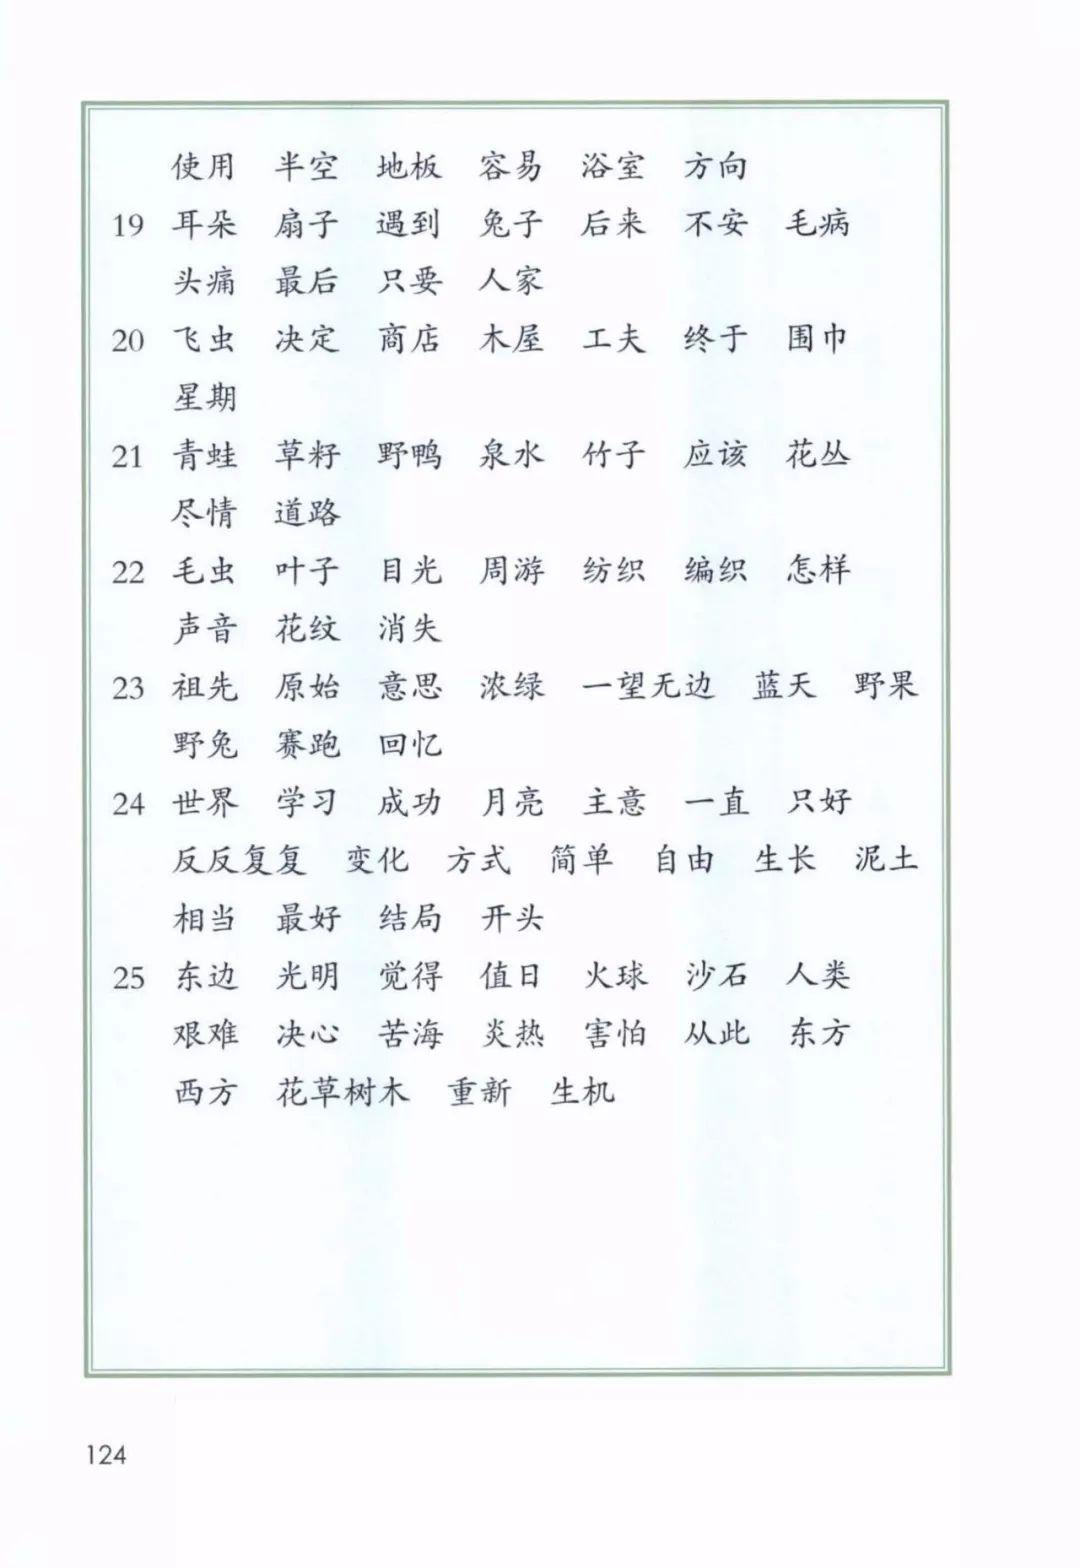 使用 半空 地板 容易 浴室 方向
19 耳朵 扇子 遇到 兔子 后来 不安 毛病
头痛 最后 只要 人家
20 飞虫 决定 商店 木屋 工夫 终于 围巾
星期
21 青蛙 草籽 野鸭 泉水 竹子 应该 花丛
尽情 道路
22 毛虫 叶子 目光 周游 纺织 编织 怎样
声音 花纹 消失
23 祖先 原始 意思 浓绿 一望无边 蓝天 野果
野兔 赛跑 回忆
24 世界 学习 成功 月亮 主意 一直 只好
反反复复 变化 方式 简单 自由 生长 泥土
相当 最好 结局 开头
25 东边 光明 觉得 值日 火球 沙石 人类
艰难 决心 苦海 炎热 害怕 从此 东方
西方 花草树木 重新 生机
124